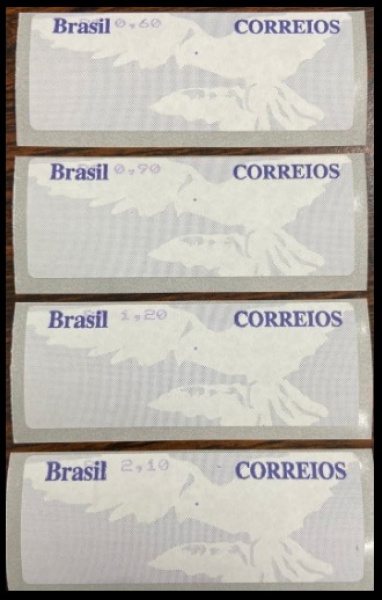 Brasil 0,60 CORREIOS
Brasil 0,90 CORREIOS
Brasil 1,20 CORREIOS
Brasil 2,10 CORREIOS